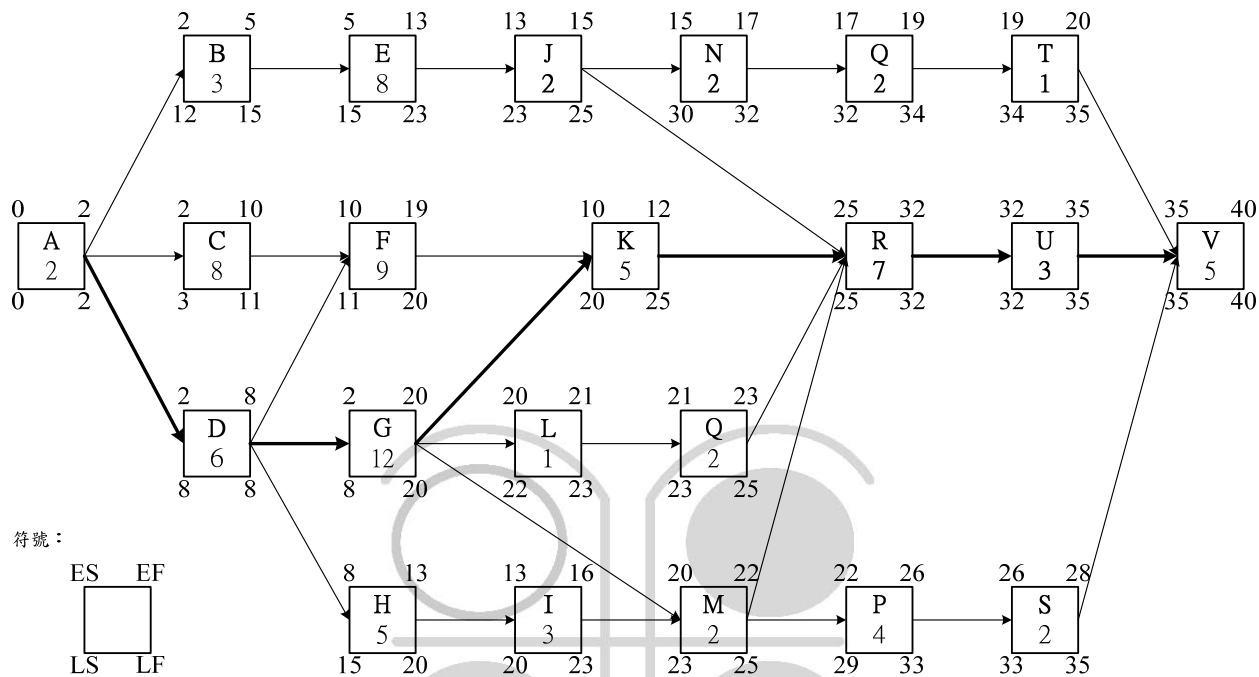 2 5 5 13 13 15 15 17 17 19 19 20
B E J N Q T
3 8 2 2 2 1
12 15 15 23 23 25 30 32 32 34 34 35
0 2 2 10 10 19 10 12 25 32 32 35 35 40
A C F K R U V
2 8 9 5 7 3 5
0 2 3 11 11 20 20 25 25 32 32 35 35 40
2 8 2 20 20 21 21 23
D G L Q
6 12 1 2
8 8 8 20 22 23 23 25
符號：
ES EF
LS LF
8 13 13 16 20 22 22 26 26 28
H I M P S
5 3 2 4 2
15 20 20 23 23 25 29 33 33 35